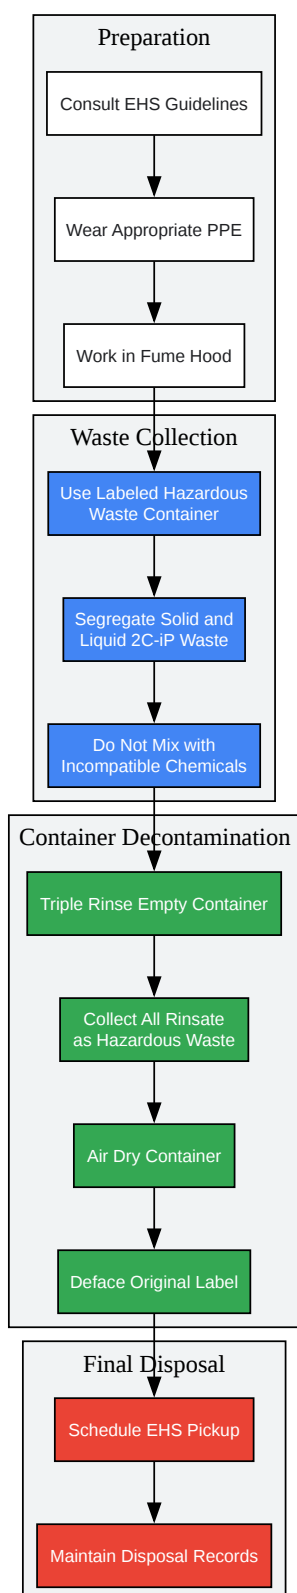 Preparation
Consult EHS Guidelines
Wear Appropriate PPE
Work in Fume Hood
Waste Collection
Use Labeled Hazardous
Waste Container
Segregate Solid and
Liquid 2C-iP Waste
Do Not Mix with
Incompatible Chemicals
Container Decontamination
Triple Rinse Empty Container
Collect All Rinsate
as Hazardous Waste
Air Dry Container
Deface Original Label
Final Disposal
Schedule EHS Pickup
Maintain Disposal Records